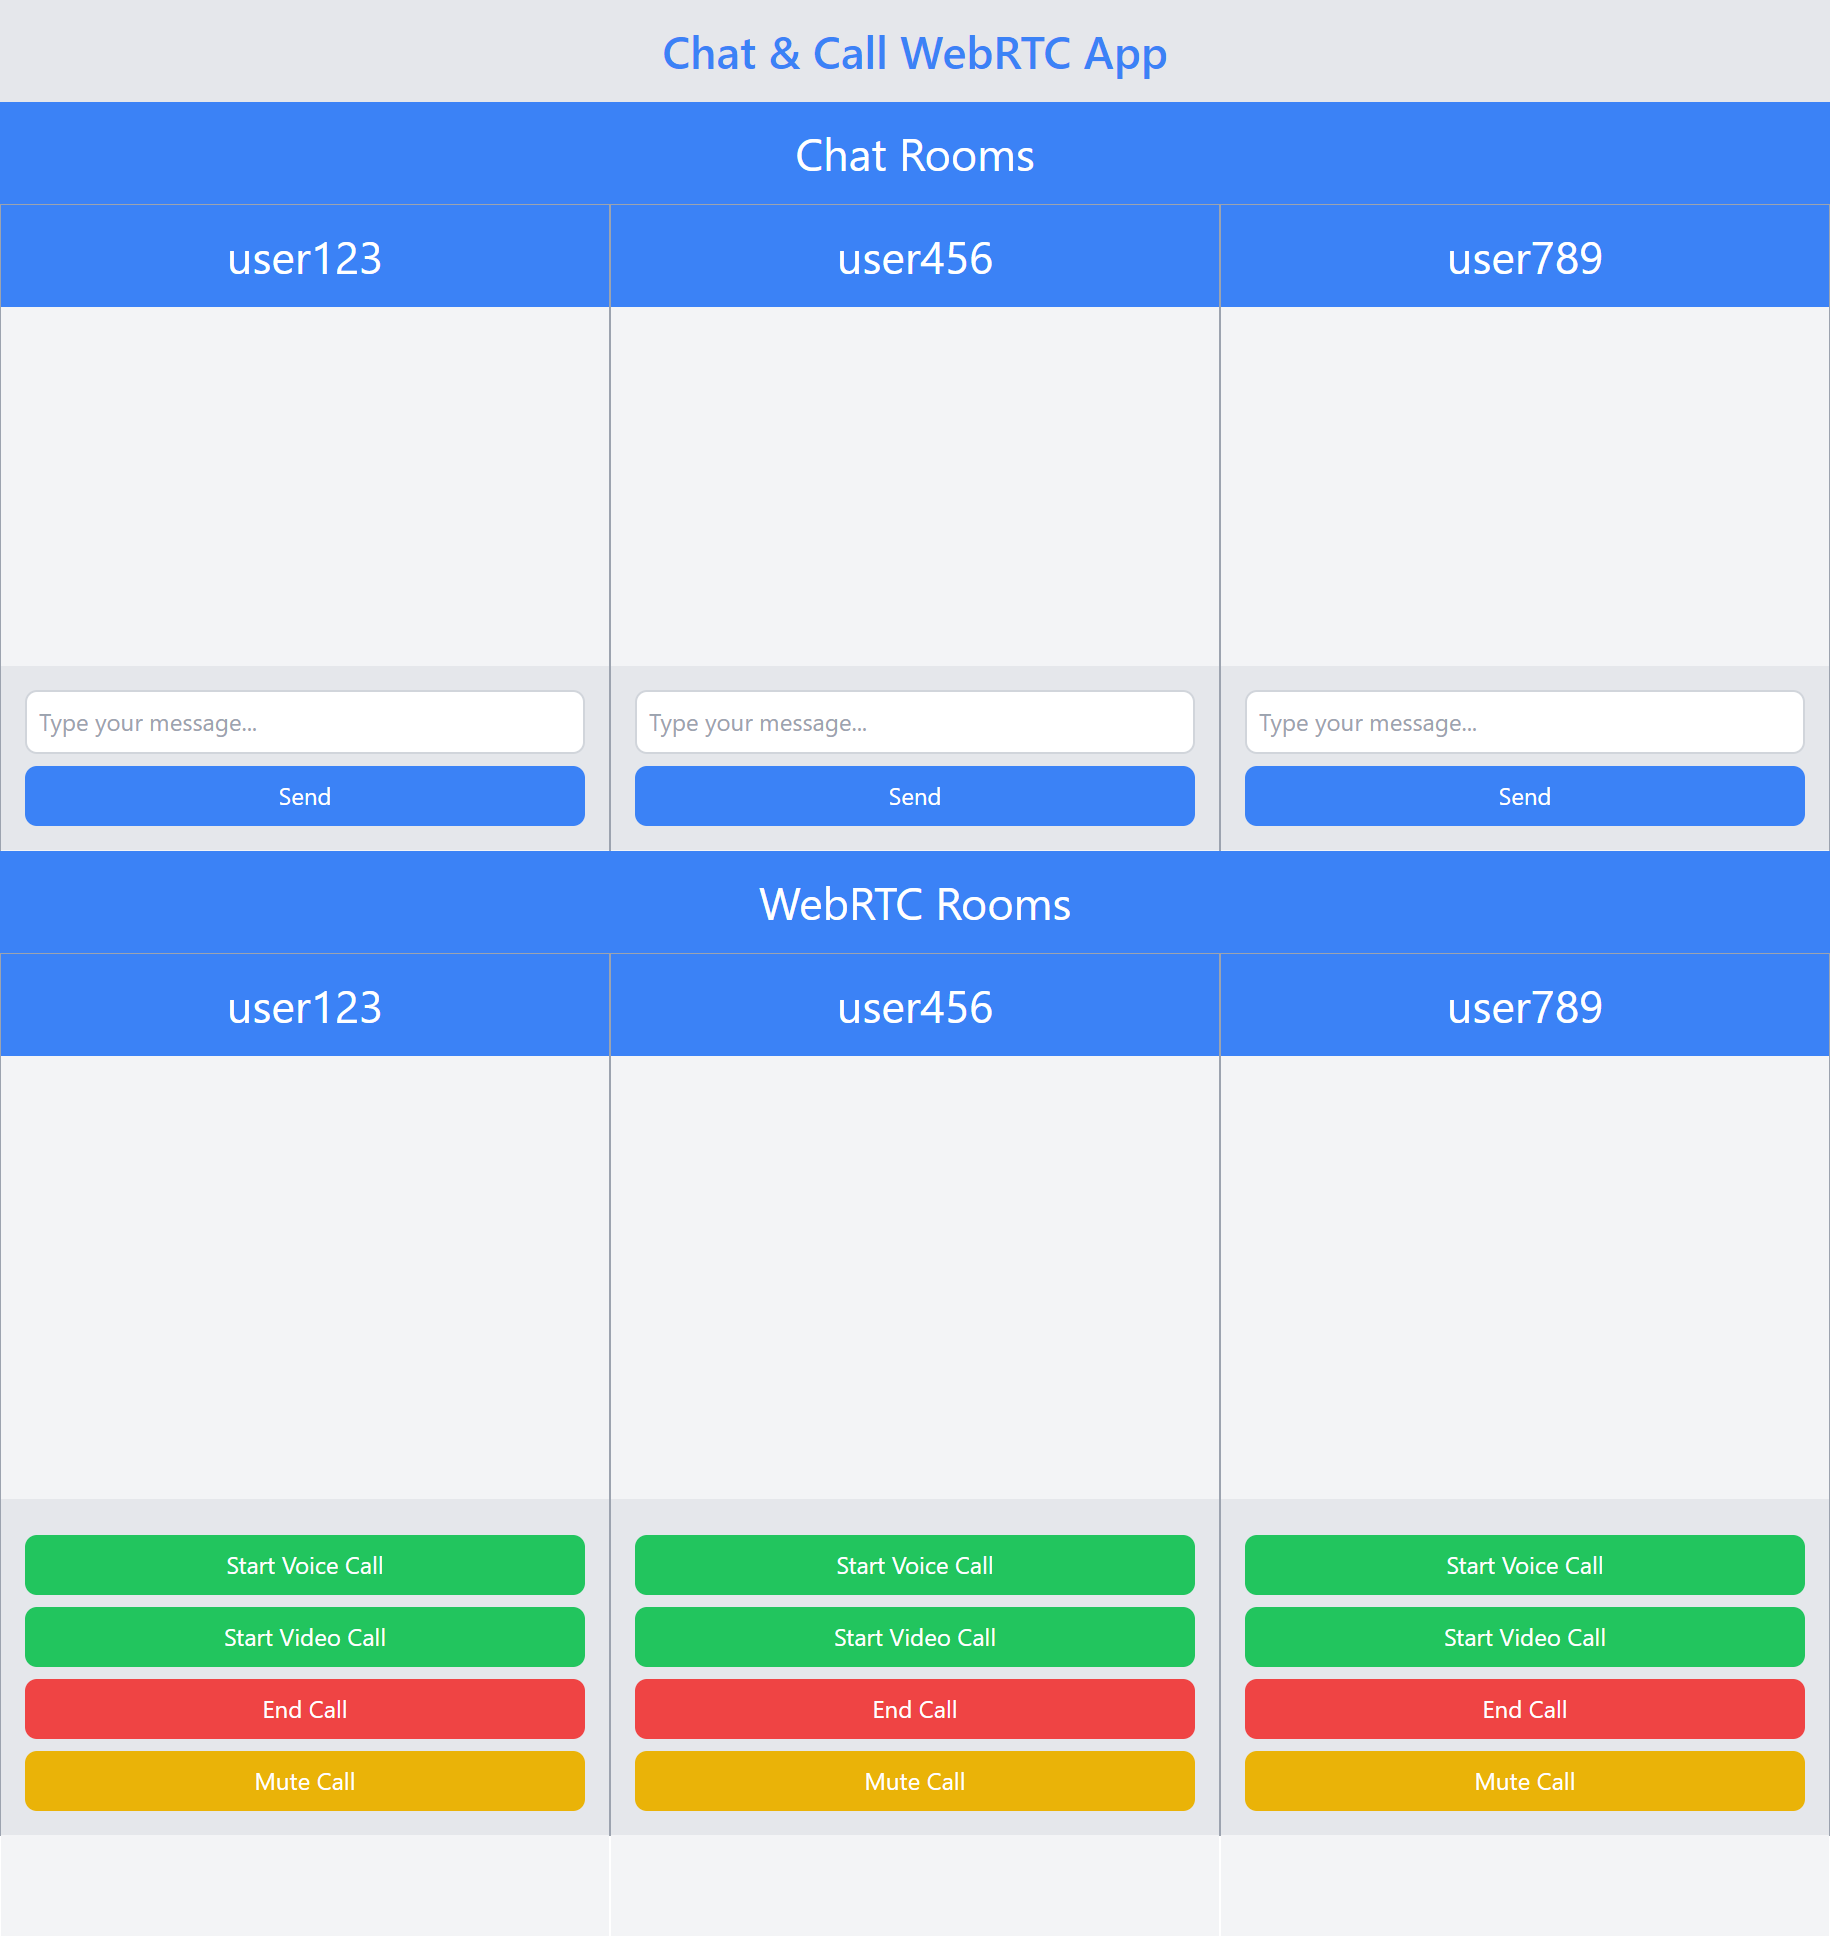 Chat & Call WebRTC App
Chat Rooms
user123
user456
user789
Type your message...
Type your message...
Type your message...
Send
Send
Send
WebRTC Rooms
user123
user456
user789
Start Voice Call
Start Voice Call
Start Voice Call
Start Video Call
Start Video Call
Start Video Call
End Call
End Call
End Call
Mute Call
Mute Call
Mute Call